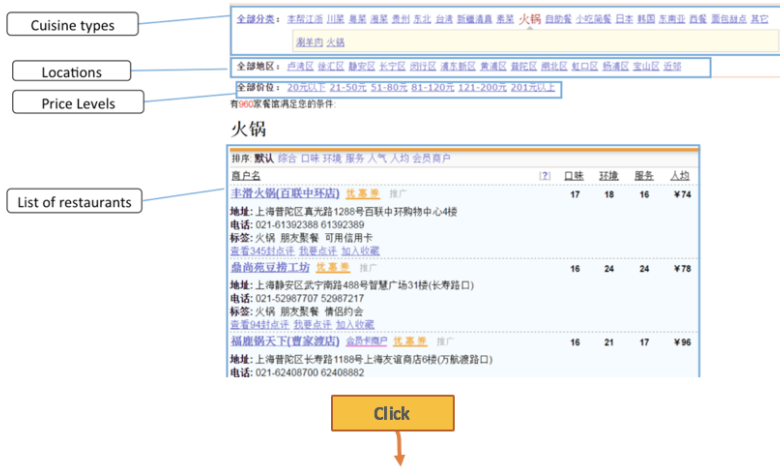 Cuisine types
全部分类: 本帮江浙 川菜 粤菜 湘菜 贵州 东北 台湾 新疆清真 素菜 火锅 自助餐 小吃简餐 日本 韩国 东南亚 西餐 面包甜点 其它
涮羊肉 火锅
Locations
全部地区: 卢湾区 徐汇区 静安区 长宁区 闵行区 浦东新区 黄浦区 普陀区 闸北区 虹口区 杨浦区 宝山区 近郊
Price Levels
全部价位: 20元以下 21-50元 51-80元 81-120元 121-200元 201元以上
有960家餐馆满足您的条件:
火锅
排序: 默认 综合 口味 环境 服务 人气 人均 会员商户
商户名 [?] 口味 环境 服务 人均
List of restaurants
丰滑火锅(百联中环店) 优惠券 推广 17 18 16 ¥74
地址: 上海普陀区真光路1288号百联中环购物中心4楼
电话: 021-61392388 61392389
标签: 火锅 朋友聚餐 可用信用卡
查看345封点评 我要点评 加入收藏
鼎尚苑豆捞工坊 优惠券 推广 16 24 24 ¥78
地址: 上海静安区武宁南路488号智慧广场31楼(长寿路口)
电话: 021-52987707 52987217
标签: 火锅 朋友聚餐 情侣约会
查看94封点评 我要点评 加入收藏
福鹿锅天下(曹家渡店) 会员卡商户 优惠券 推广 16 21 17 ¥96
地址: 上海普陀区长寿路1188号上海友谊商店6楼(万航渡路口)
电话: 021-62408700 62408882
Click